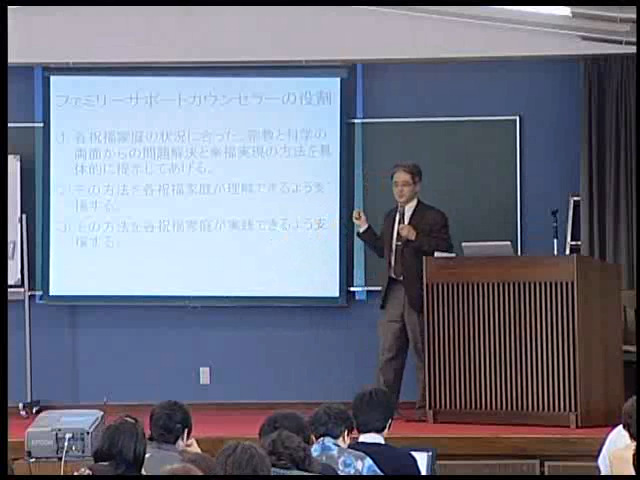 ファミリーサポートカウンセラーの役割
1. 各祝福家庭の状況に合った、宗教と科学の
両面からの問題解決と幸福実現の方法を具
体的に提示してあげる。
2. その方法を各祝福家庭が理解できるよう支
援する。
3. その方法を各祝福家庭が実践できるよう支
援する。
EPSON